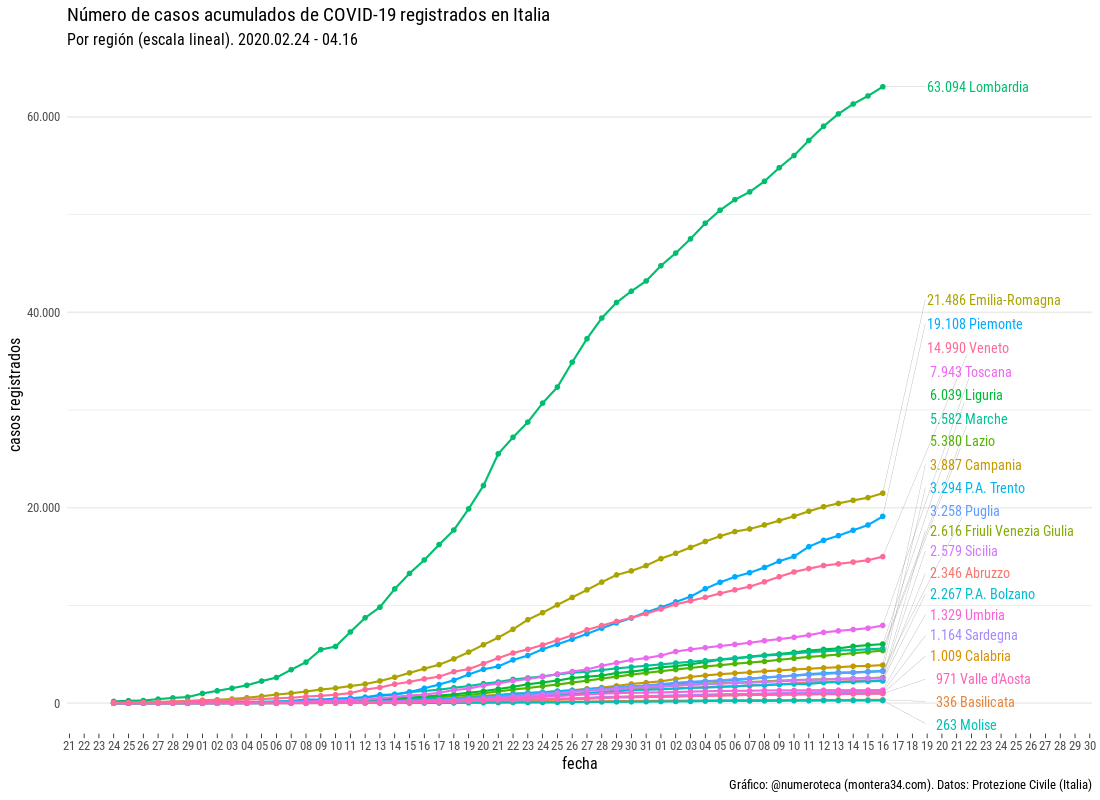 Número de casos acumulados de COVID-19 registrados en Italia
Por región (escala lineal). 2020.02.24 - 04.16
63.094 Lombardia
60.000
40.000
20.000
0
casos registrados
21.486 Emilia-Romagna
19.108 Piemonte
14.990 Veneto
7.943 Toscana
6.039 Liguria
5.582 Marche
5.380 Lazio
3.887 Campania
3.294 P.A. Trento
3.258 Puglia
2.616 Friuli Venezia Giulia
2.579 Sicilia
2.346 Abruzzo
2.267 P.A. Bolzano
1.329 Umbria
1.164 Sardegna
1.009 Calabria
971 Valle d'Aosta
336 Basilicata
263 Molise
21 22 23 24 25 26 27 28 29 01 02 03 04 05 06 07 08 09 10 11 12 13 14 15 16 17 18 19 20 21 22 23 24 25 26 27 28 29 30 31 01 02 03 04 05 06 07 08 09 10 11 12 13 14 15 16 17 18 19 20 21 22 23 24 25 26 27 28 29 30
fecha
Gráfico: @numeroteca (montera34.com). Datos: Protezione Civile (Italia)